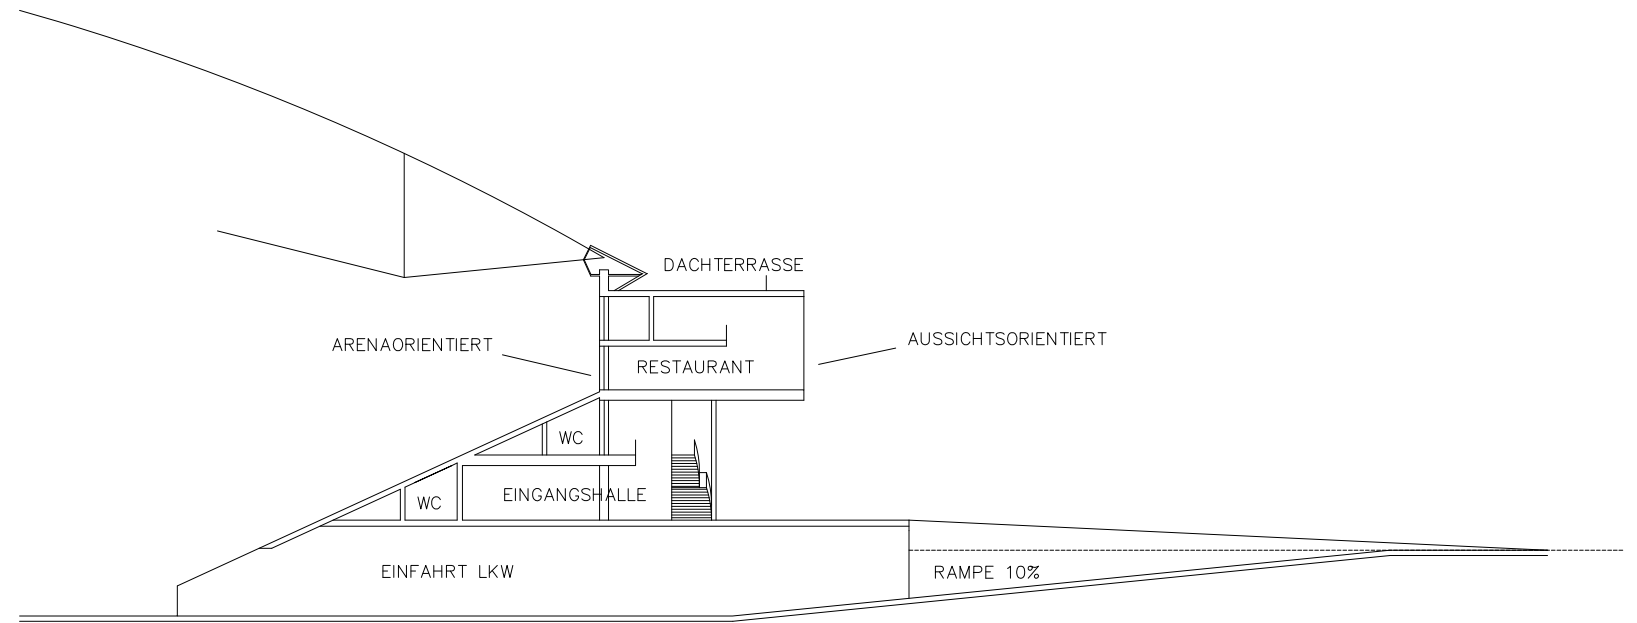 DACHTERRASSE
ARENAORIENTIERT
AUSSICHTSORIENTIERT
RESTAURANT
WC
EINGANGSHALLE
WC
EINFAHRT LKW
RAMPE 10%